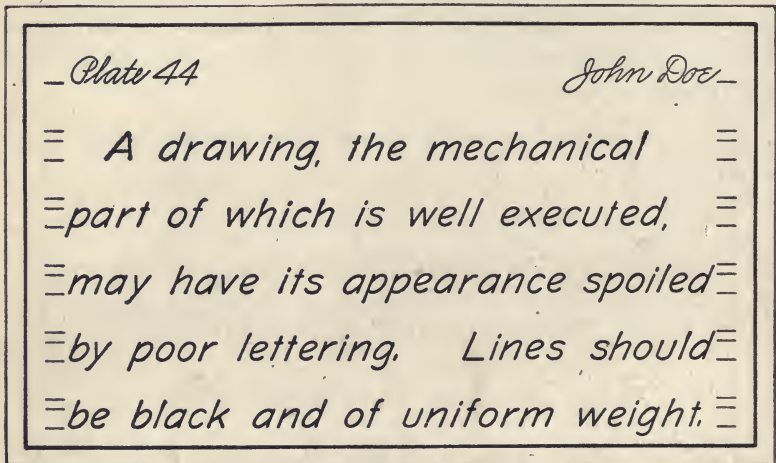 Plate 44 John Doe
A drawing, the mechanical
part of which is well executed,
may have its appearance spoiled
by poor lettering. Lines should
be black and of uniform weight.